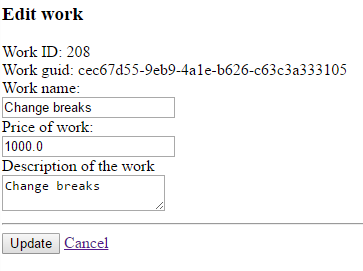 Edit work
Work ID: 208
Work guid: cec67d55-9eb9-4a1e-b626-c63c3a333105
Work name:
Change breaks
Price of work:
1000.0
Description of the work
Change breaks
Update Cancel